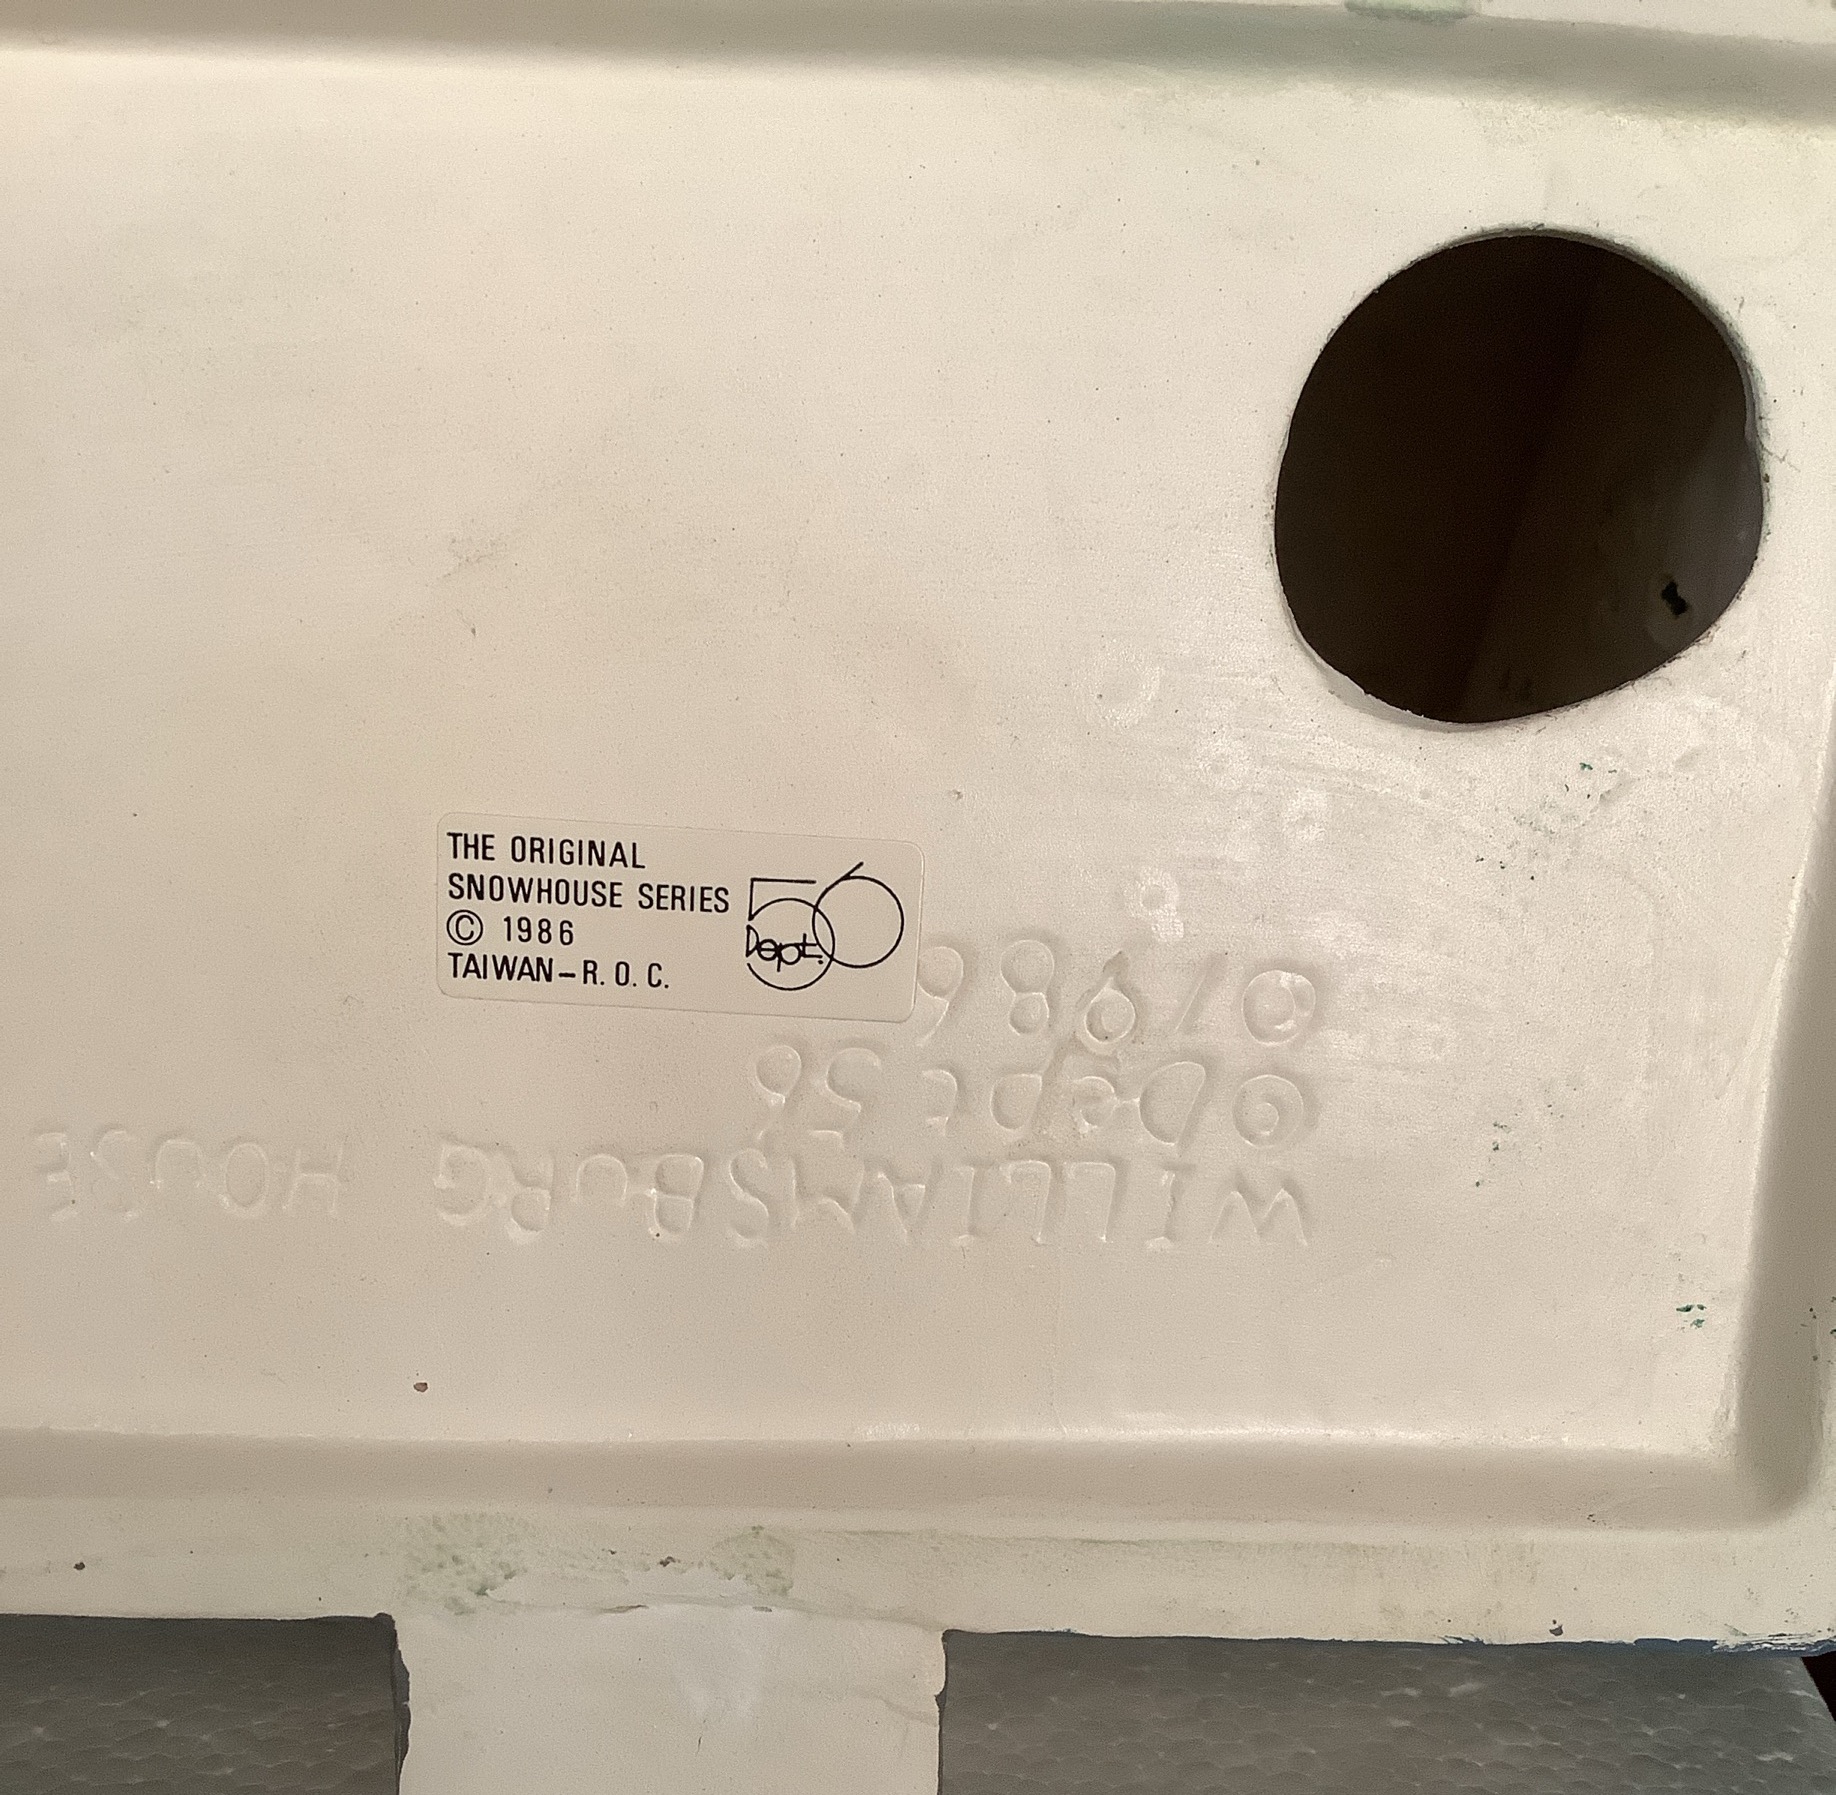 THE ORIGINAL
SNOWHOUSE SERIES
© 1986
TAIWAN–R. O. C.
56
Dept.
WILLIAMSBURG HOUSE
© Dept 56
© 1986